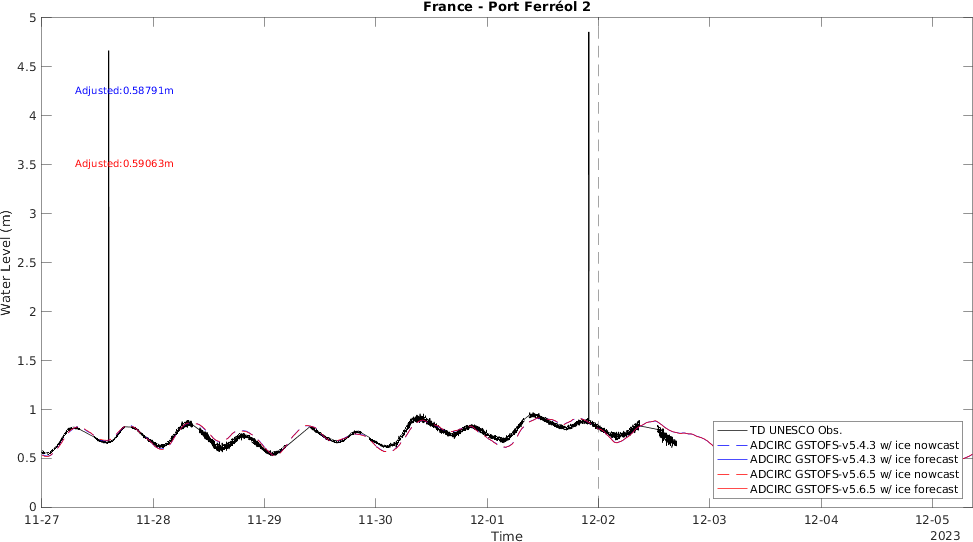 France - Port Ferréol 2
Water Level (m)
5
4.5
4
3.5
3
2.5
2
1.5
1
0.5
0
Adjusted:0.58791m
Adjusted:0.59063m
TD UNESCO Obs.
ADCIRC GSTOFS-v5.4.3 w/ ice nowcast
ADCIRC GSTOFS-v5.4.3 w/ ice forecast
ADCIRC GSTOFS-v5.6.5 w/ ice nowcast
ADCIRC GSTOFS-v5.6.5 w/ ice forecast
11-27 11-28 11-29 11-30 12-01 12-02 12-03 12-04 12-05
Time
2023